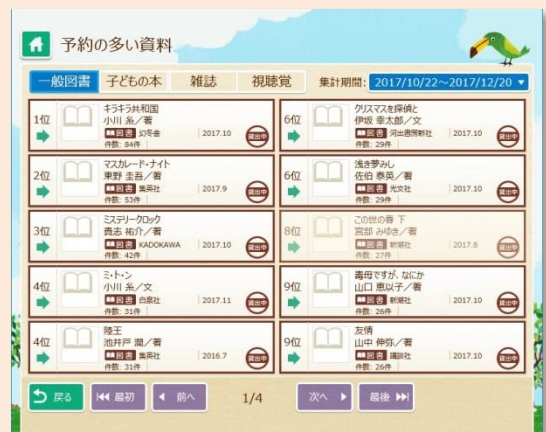 予約の多い資料
一般図書 子どもの本 雑誌 視聴覚 集計期間: 2017/10/22~2017/12/20
1位
キラキラ共和国
小川 糸/著
図書 幻冬舎 2017.10 貸出中
件数: 84件
2位
マスカレード・ナイト
東野 圭吾/著
図書 集英社 2017.9 貸出中
件数: 53件
3位
ミステリークロック
貴志 祐介/著
図書 KADOKAWA 2017.10 貸出中
件数: 42件
4位
ミ・ト・ン
小川 糸/文
図書 白泉社 2017.11 貸出中
件数: 31件
4位
陸王
池井戸 潤/著
図書 集英社 2016.7 貸出中
件数: 31件
6位
クリスマスを探偵と
伊坂 幸太郎/文
図書 河出書房新社 2017.10 貸出中
件数: 29件
6位
浅き夢みし
佐伯 泰英/著
図書 光文社 2017.10 貸出中
件数: 29件
8位
この世の春 下
宮部 みゆき/著
図書 新潮社 2017.8 貸出中
件数: 27件
9位
毒母ですが、なにか
山口 恵以子/著
図書 新潮社 2017.10 貸出中
件数: 26件
9位
友情
山中 伸弥/著
図書 講談社 2017.10 貸出中
件数: 26件
戻る 最初 前へ 1/4 次へ 最後